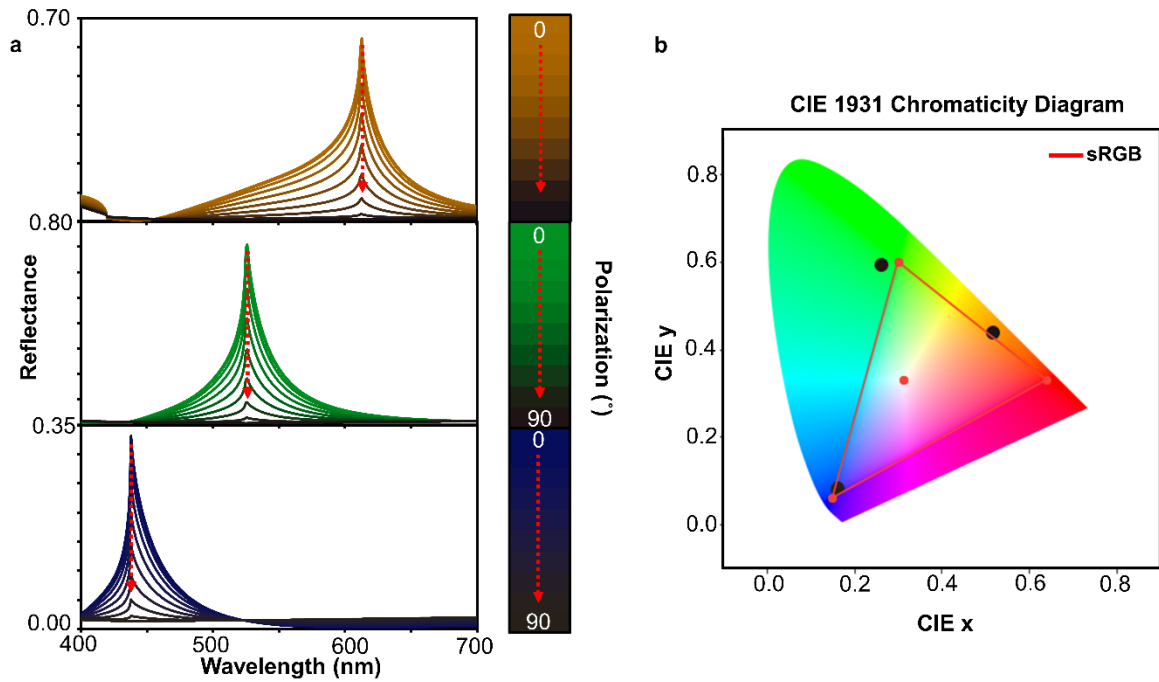 a
0.70
0.80
0.35
0.00
Reflectance
400
500
600
700
Wavelength (nm)
0
0
90
0
90
Polarization (°)
b
CIE 1931 Chromaticity Diagram
sRGB
0.8
0.6
0.4
0.2
0.0
CIE y
0.0
0.2
0.4
0.6
0.8
CIE x